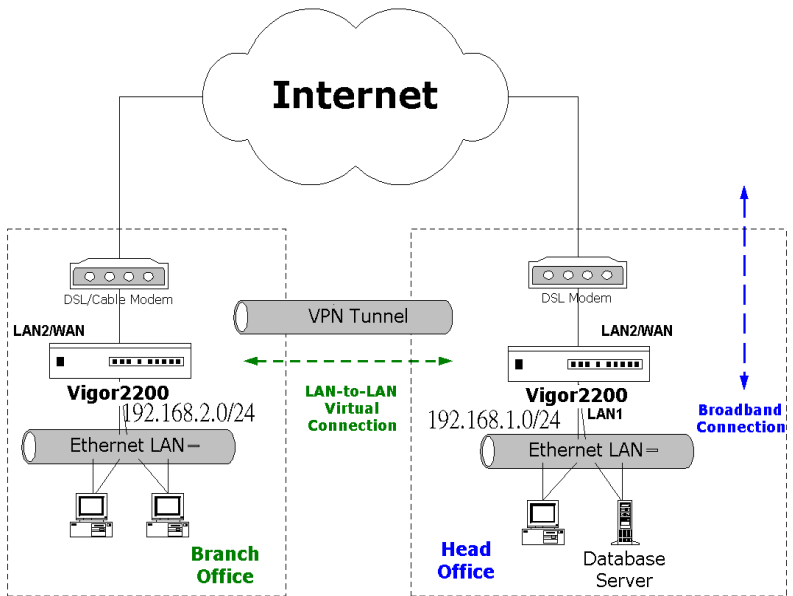 Internet
DSL/Cable Modem
LAN2/WAN
Vigor2200
192.168.2.0/24
Ethernet LAN
Branch
Office
VPN Tunnel
LAN-to-LAN
Virtual
Connection
DSL Modem
LAN2/WAN
Vigor2200
LAN1
192.168.1.0/24
Ethernet LAN
Head
Office
Database
Server
Broadband
Connection